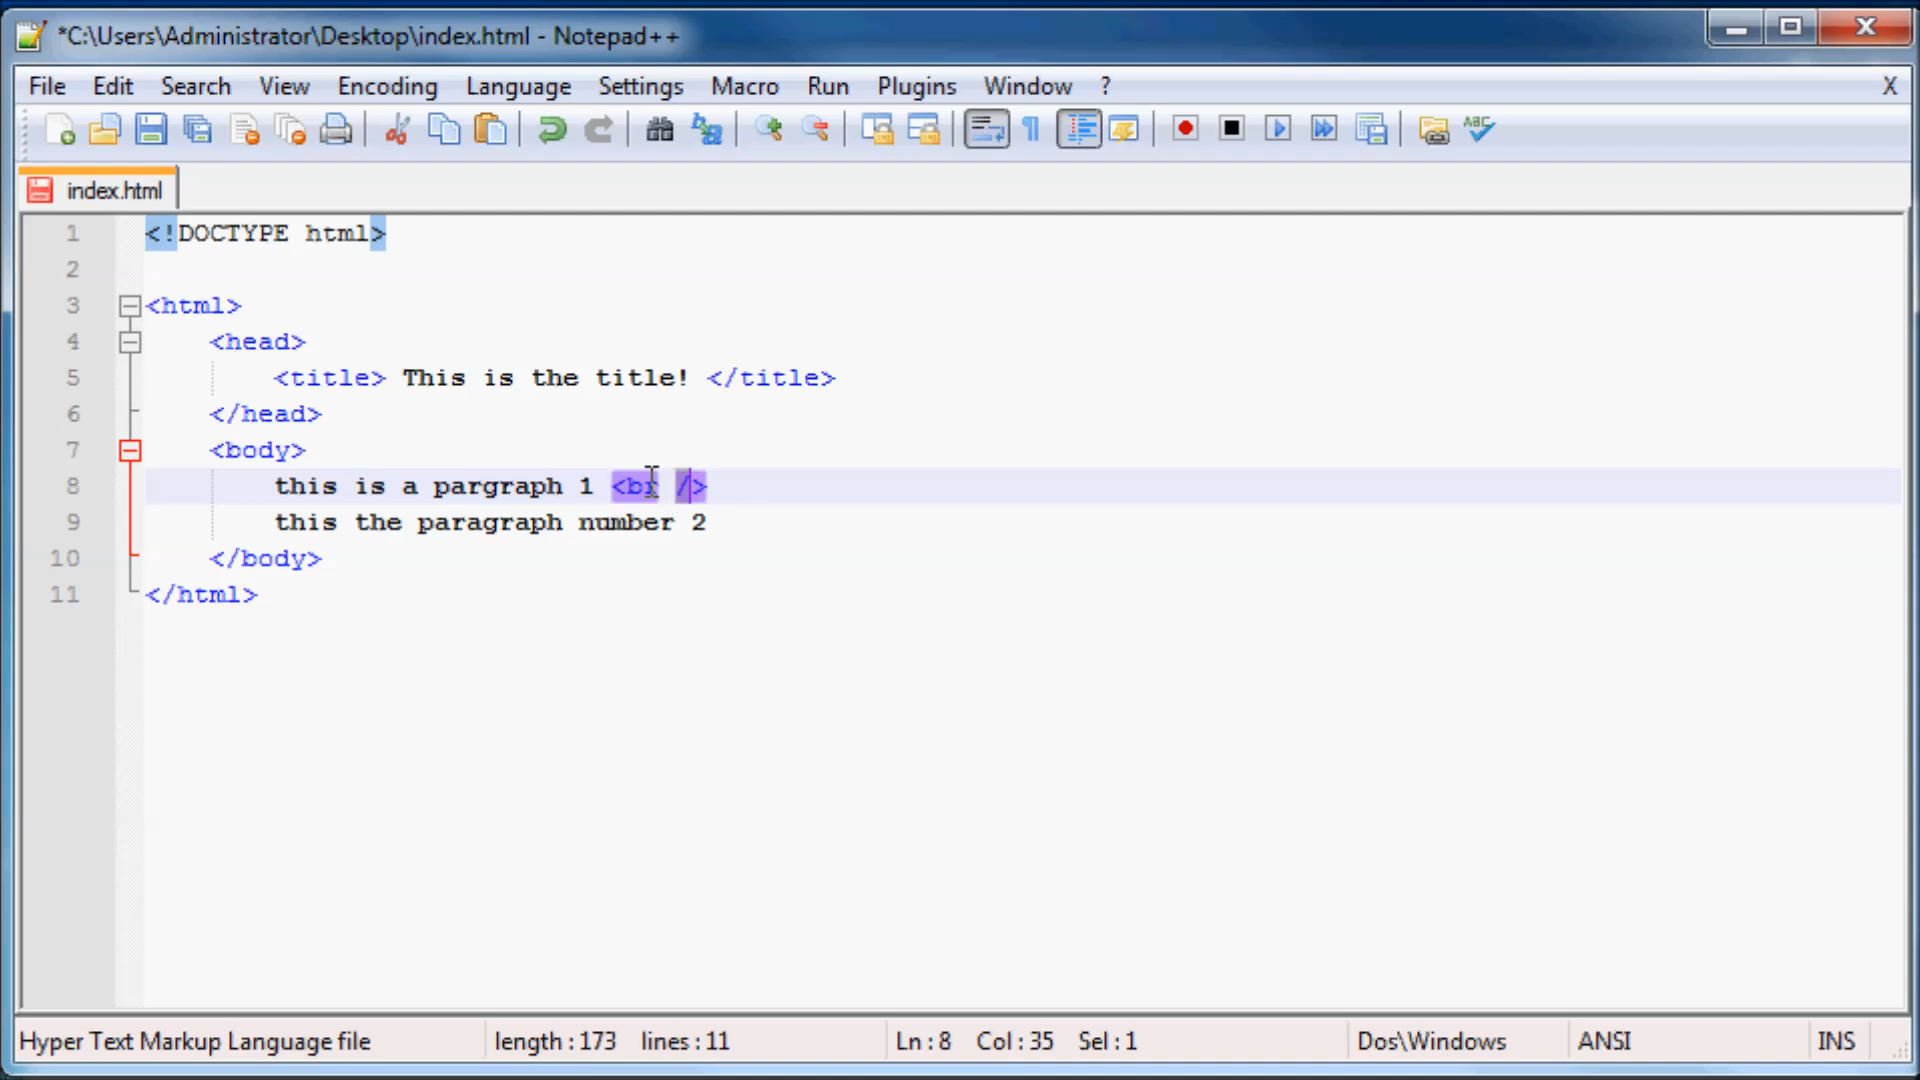 *C:\Users\Administrator\Desktop\index.html - Notepad++
File Edit Search View Encoding Language Settings Macro Run Plugins Window ? X
ABC
index.html
1 <!DOCTYPE html>
2
3 <html>
4 <head>
5 <title> This is the title! </title>
6 </head>
7 <body>
8 this is a pargraph 1 <br />
9 this the paragraph number 2
10 </body>
11 </html>
Hyper Text Markup Language file length : 173 lines : 11 Ln : 8 Col : 35 Sel : 1 Dos\Windows ANSI INS